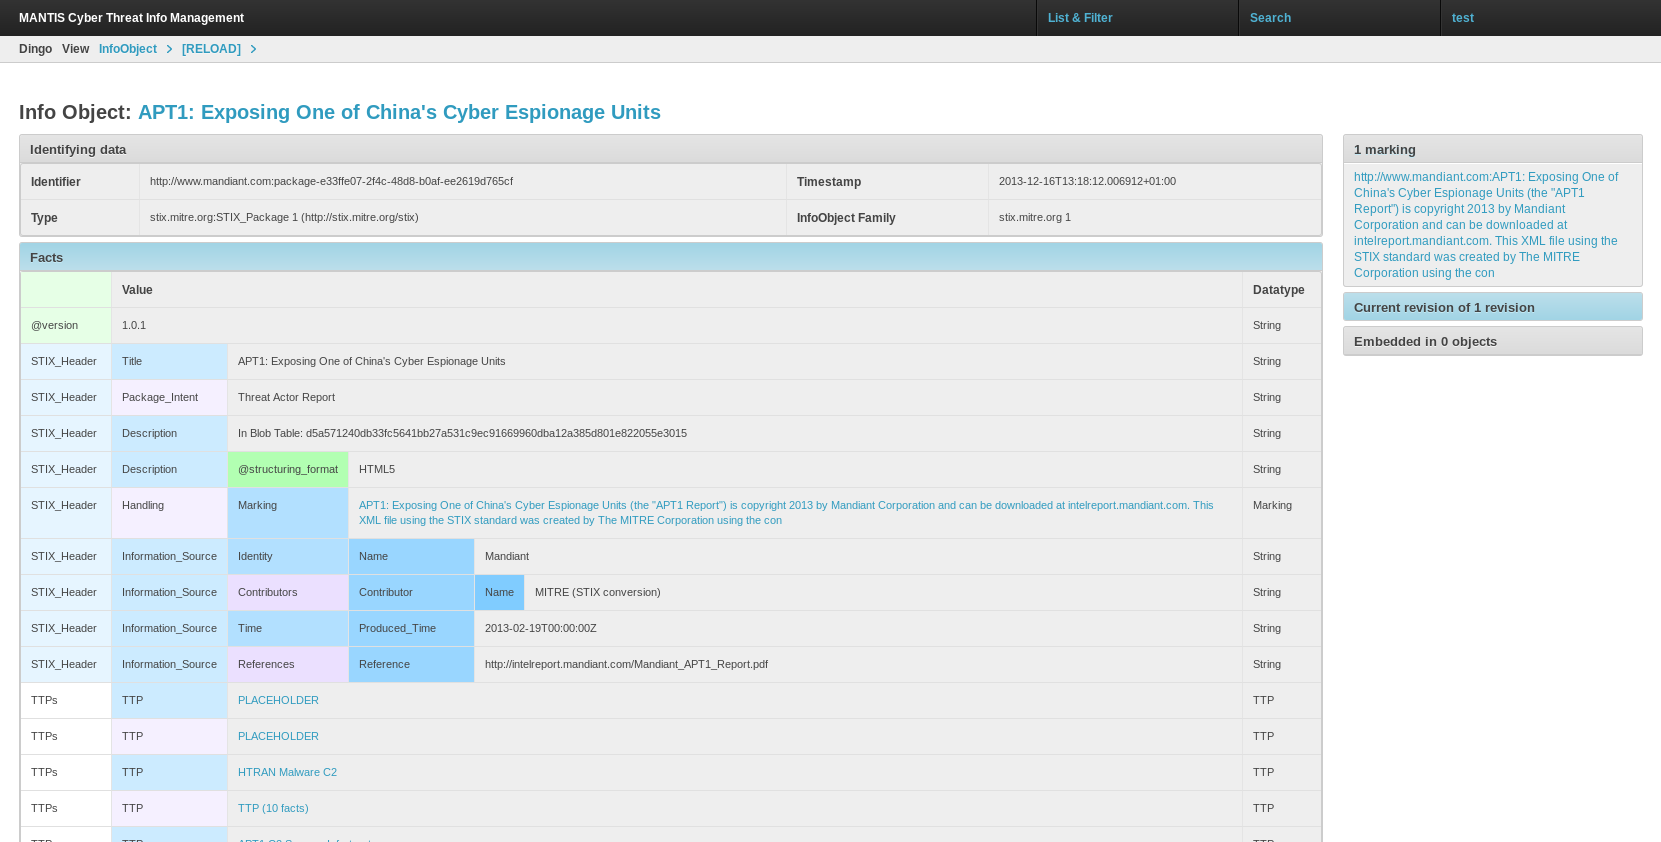 MANTIS Cyber Threat Info Management List & Filter Search test
Dingo View InfoObject > [RELOAD] >
Info Object: APT1: Exposing One of China's Cyber Espionage Units
Identifying data
Identifier http://www.mandiant.com:package-e33ffe07-2f4c-48d8-b0af-ee2619d765cf Timestamp 2013-12-16T13:18:12.006912+01:00
Type stix.mitre.org:STIX_Package 1 (http://stix.mitre.org/stix) InfoObject Family stix.mitre.org 1
Facts
Value Datatype
@version 1.0.1 String
STIX_Header Title APT1: Exposing One of China's Cyber Espionage Units String
STIX_Header Package_Intent Threat Actor Report String
STIX_Header Description In Blob Table: d5a571240db33fc5641bb27a531c9ec91669960dba12a385d801e822055e3015 String
STIX_Header Description @structuring_format HTML5 String
STIX_Header Handling Marking APT1: Exposing One of China's Cyber Espionage Units (the "APT1 Report") is copyright 2013 by Mandiant Corporation and can be downloaded at intelreport.mandiant.com. This Marking
XML file using the STIX standard was created by The MITRE Corporation using the con
STIX_Header Information_Source Identity Name Mandiant String
STIX_Header Information_Source Contributors Contributor Name MITRE (STIX conversion) String
STIX_Header Information_Source Time Produced_Time 2013-02-19T00:00:00Z String
STIX_Header Information_Source References Reference http://intelreport.mandiant.com/Mandiant_APT1_Report.pdf String
TTPs TTP PLACEHOLDER TTP
TTPs TTP PLACEHOLDER TTP
TTPs TTP HTRAN Malware C2 TTP
TTPs TTP TTP (10 facts) TTP
1 marking
http://www.mandiant.com:APT1: Exposing One of
China's Cyber Espionage Units (the "APT1
Report") is copyright 2013 by Mandiant
Corporation and can be downloaded at
intelreport.mandiant.com. This XML file using the
STIX standard was created by The MITRE
Corporation using the con
Current revision of 1 revision
Embedded in 0 objects